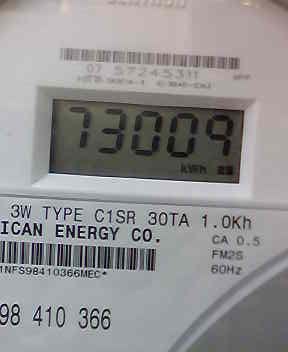 07 57245311
73009
KWH
3W TYPE C1SR 30TA 1.0Kh
ICAN ENERGY CO.
CA 0.5
FM2S
60Hz
1NFS98410366MEC*
98 410 366